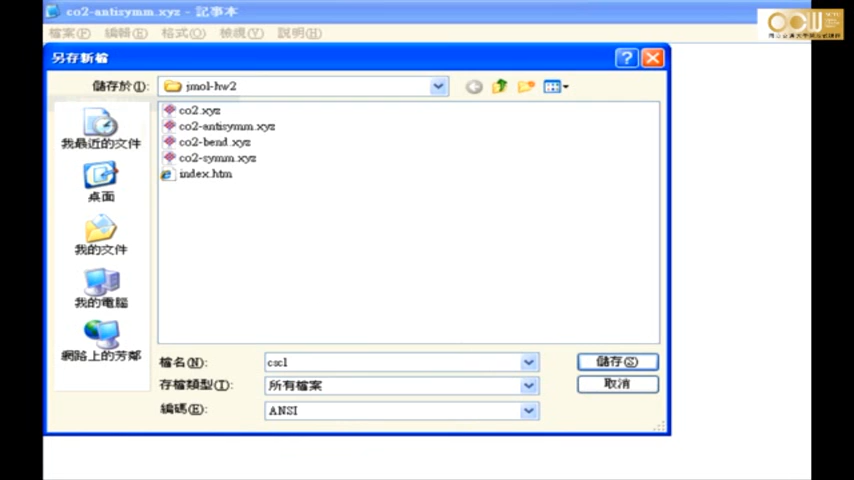 co2-antisymm.xyz - 記事本
檔案(F) 編輯(E) 格式(O) 檢視(V) 說明(H)
OCW
另存新檔
儲存於(I): jmol-hw2
co2.xyz
co2-antisymm.xyz
co2-bend.xyz
co2-symm.xyz
index.htm
我最近的文件
桌面
我的文件
我的電腦
網路上的芳鄰
檔名(N): cscl 儲存(S)
存檔類型(T): 所有檔案 取消
編碼(E): ANSI